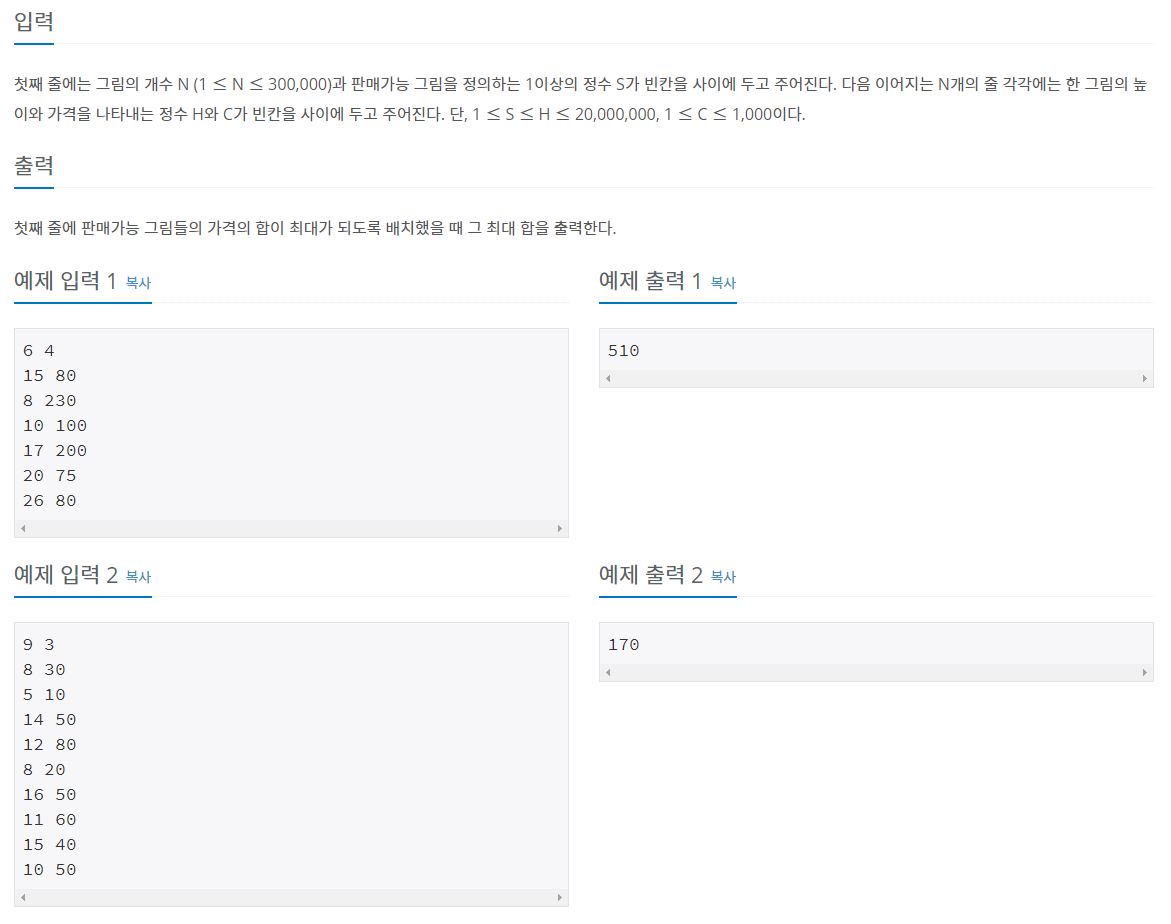 입력
첫째 줄에는 그림의 개수 N (1 ≤ N ≤ 300,000)과 판매가능 그림을 정의하는 1이상의 정수 S가 빈칸을 사이에 두고 주어진다. 다음 이어지는 N개의 줄 각각에는 한 그림의 높
이와 가격을 나타내는 정수 H와 C가 빈칸을 사이에 두고 주어진다. 단, 1 ≤ S ≤ H ≤ 20,000,000, 1 ≤ C ≤ 1,000이다.
출력
첫째 줄에 판매가능 그림들의 가격의 합이 최대가 되도록 배치했을 때 그 최대 합을 출력한다.
예제 입력 1 복사
6 4
15 80
8 230
10 100
17 200
20 75
26 80
예제 출력 1 복사
510
예제 입력 2 복사
9 3
8 30
5 10
14 50
12 80
8 20
16 50
11 60
15 40
10 50
예제 출력 2 복사
170